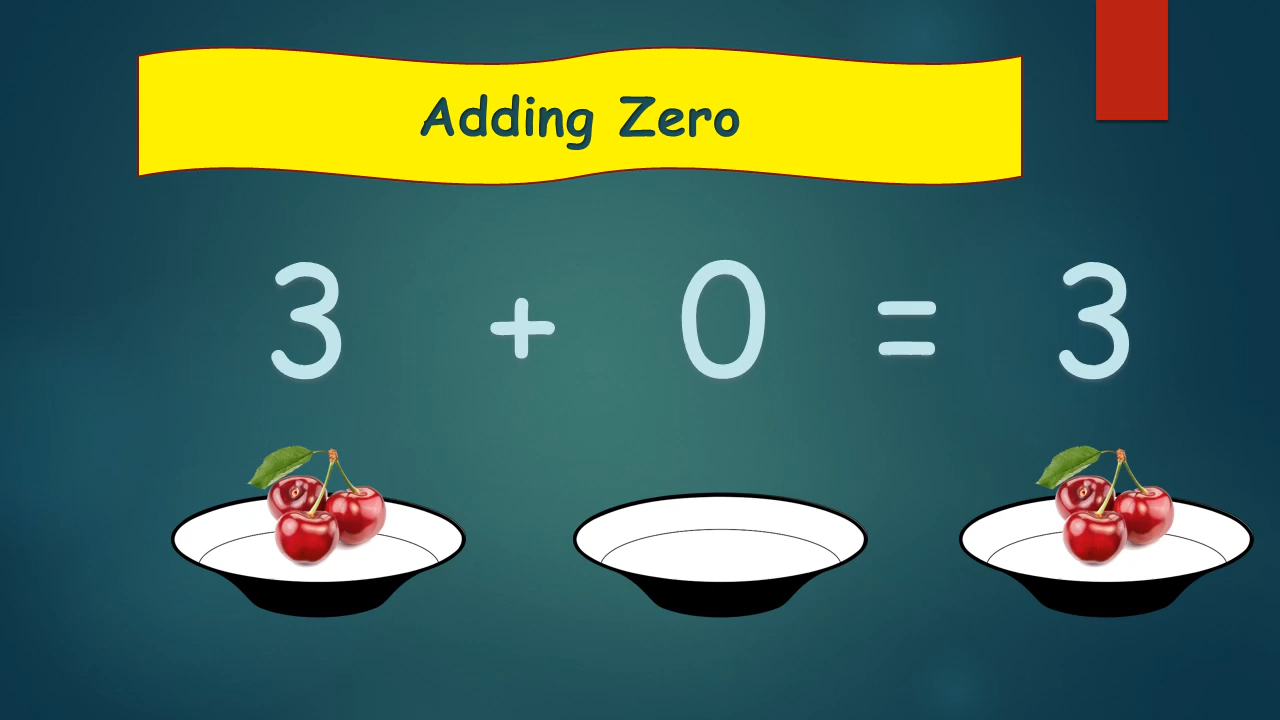 Adding Zero
3 + 0 = 3